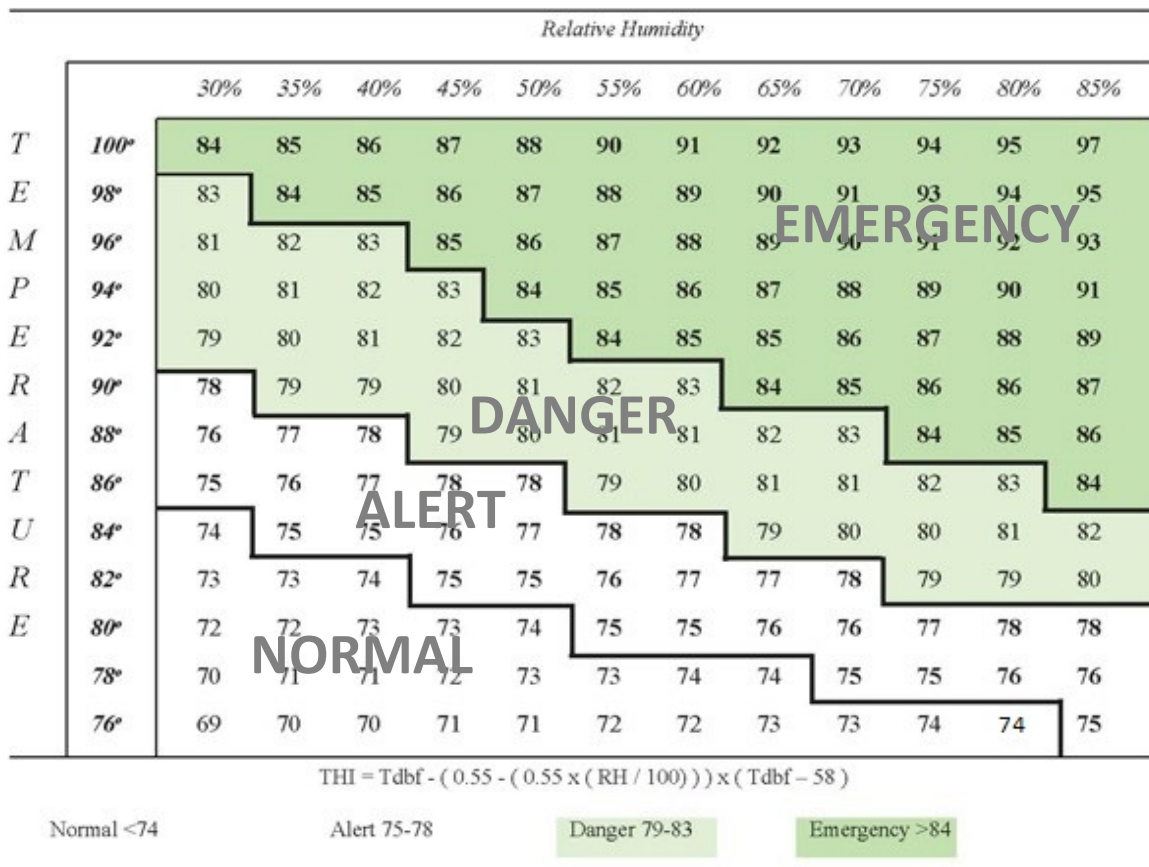 Relative Humidity
30% 35% 40% 45% 50% 55% 60% 65% 70% 75% 80% 85%
T 100° 84 85 86 87 88 90 91 92 93 94 95 97
E 98° 83 84 85 86 87 88 89 90 91 93 94 95
EMERGENCY
M 96° 81 82 83 85 86 87 88 89 90 91 92 93
P 94° 80 81 82 83 84 85 86 87 88 89 90 91
E 92° 79 80 81 82 83 84 85 85 86 87 88 89
R 90° 78 79 79 80 81 82 83 84 85 86 86 87
DANGER
A 88° 76 77 78 79 80 81 81 82 83 84 85 86
T 86° 75 76 77 78 78 79 80 81 81 82 83 84
ALERT
U 84° 74 75 75 76 77 78 78 79 80 80 81 82
R 82° 73 73 74 75 75 76 77 77 78 79 79 80
E 80° 72 72 73 73 74 75 75 76 76 77 78 78
NORMAL
78° 70 71 71 72 73 73 74 74 75 75 76 76
76° 69 70 70 71 71 72 72 73 73 74 74 75
THI = Tdbf - ( 0.55 - ( 0.55 x ( RH / 100) ) ) x ( Tdbf – 58 )
Normal <74 Alert 75-78 Danger 79-83 Emergency >84